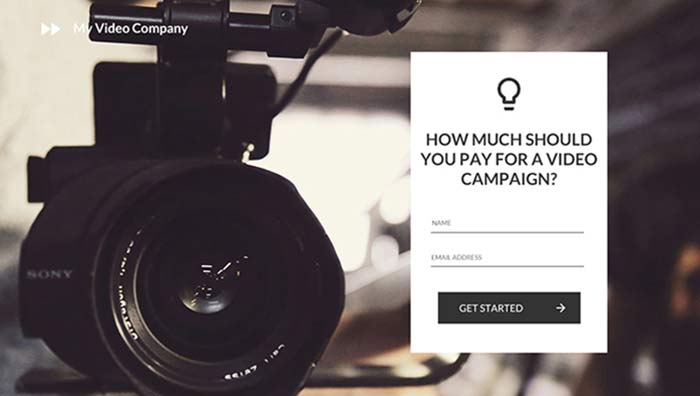 My Video Company
HOW MUCH SHOULD
YOU PAY FOR A VIDEO
CAMPAIGN?
NAME
EMAIL ADDRESS
GET STARTED
SONY